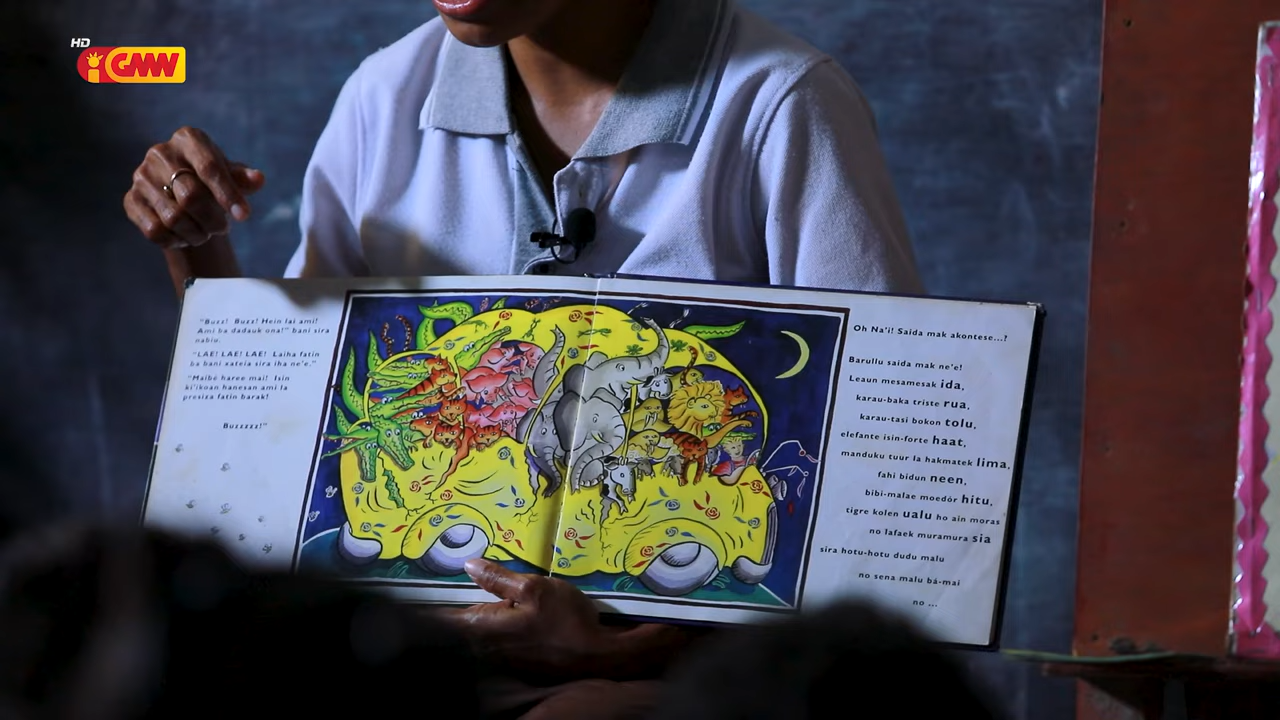 HD
iGMW
"Buzz! Buzz! Hein lai ami!
Ami ba dadauk ona!" bani sira
nabiu.
"LAE! LAE! LAE! Laiha fatin
ba bani xateia sira iha ne'e."
"Maibé haree mai! Isin
ki'ikoan hanesan ami la
presiza fatin barak!
Buzzzzz!"
Oh Na'i! Saida mak akontese...?
Barullu saida mak ne'e!
Leaun mesamesak ida,
karau-baka triste rua,
karau-tasi bokon tolu,
elefante isin-forte haat,
manduku tuur la hakmatek lima,
fahi bidun neen,
bibi-malae moedór hitu,
tigre kolen ualu ho ain moras
no lafaek muramura sia
sira hotu-hotu dudu malu
no sena malu bá-mai
no ...